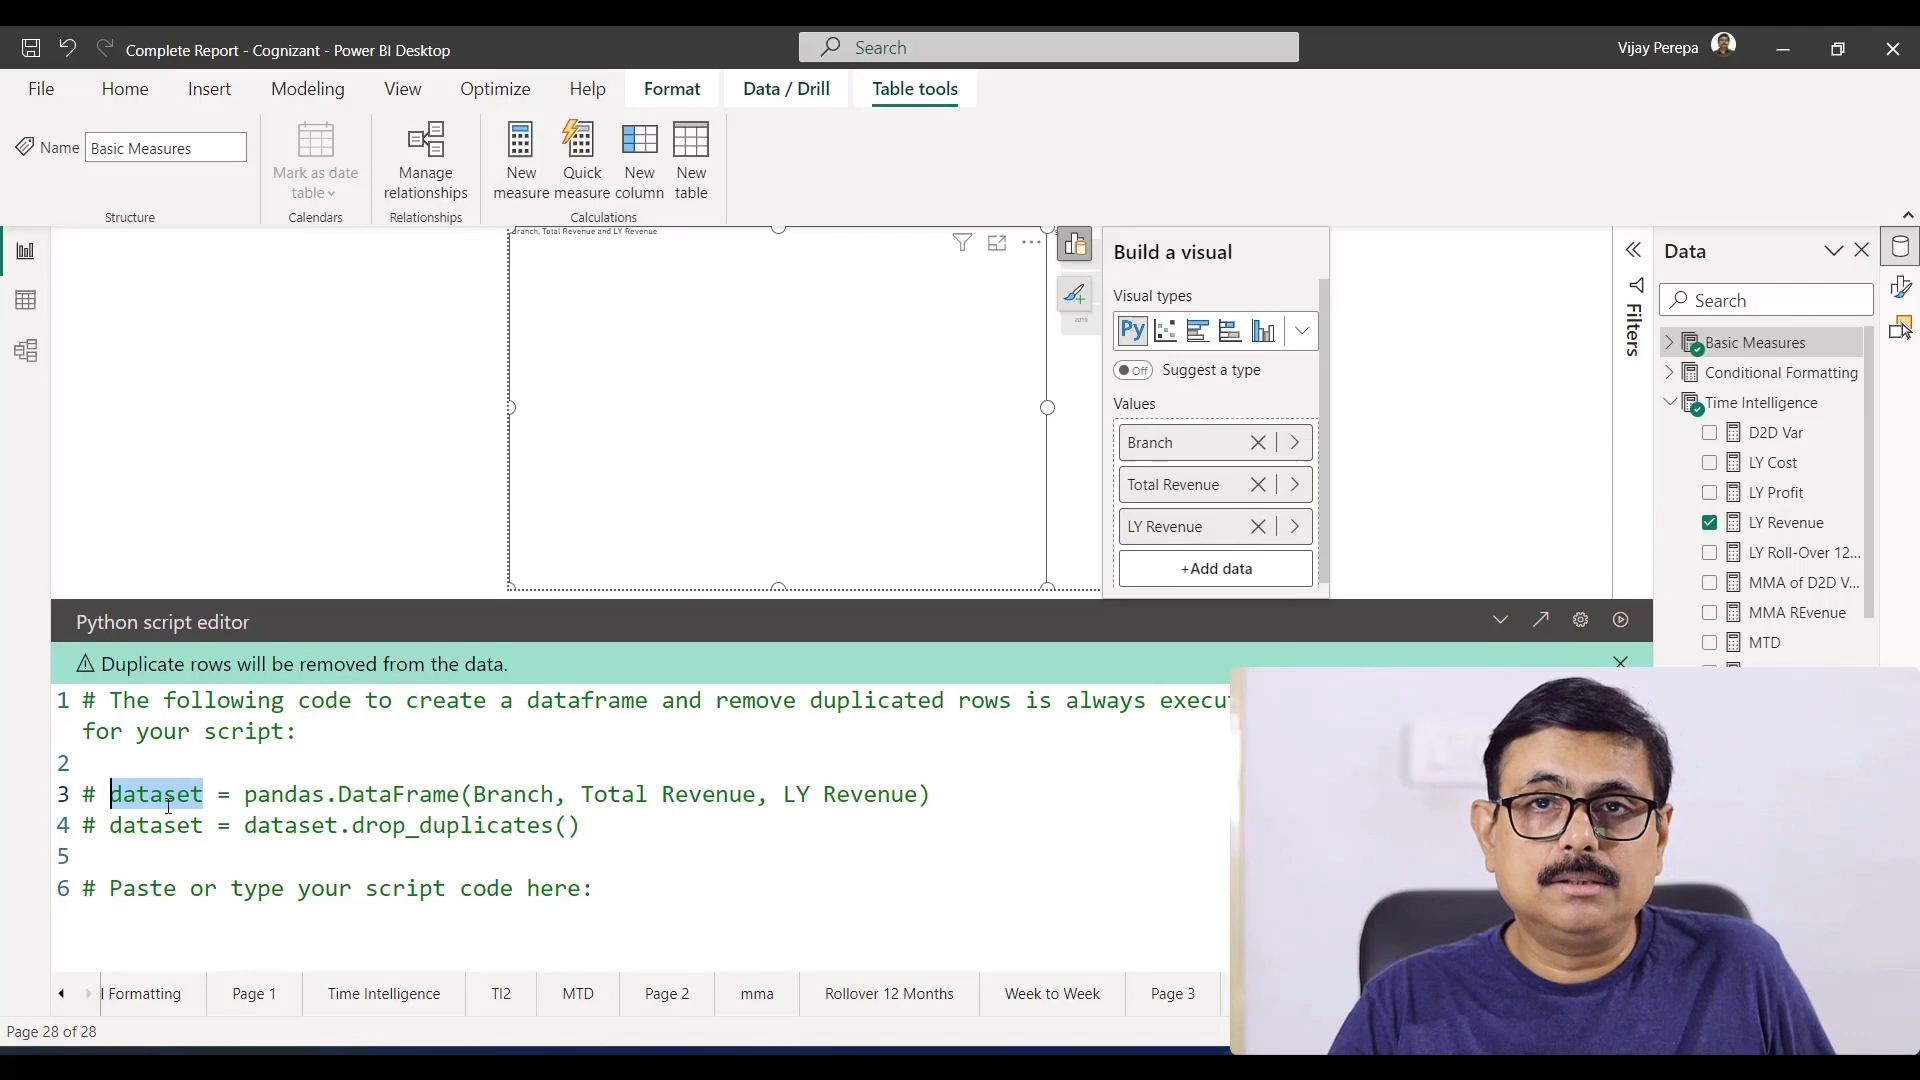 Complete Report - Cognizant - Power BI Desktop
Search
Vijay Perepa
File
Home
Insert
Modeling
View
Optimize
Help
Format
Data / Drill
Table tools
Name
Basic Measures
Mark as date
table
Manage
relationships
New
measure
Quick
measure
New
column
New
table
Structure
Calendars
Relationships
Calculations
Branch, Total Revenue and LY Revenue
Build a visual
Visual types
Py
Off
Suggest a type
Values
Branch
Total Revenue
LY Revenue
+Add data
Filters
Data
Search
Basic Measures
Conditional Formatting
Time Intelligence
D2D Var
LY Cost
LY Profit
LY Revenue
LY Roll-Over 12...
MMA of D2D V...
MMA REvenue
MTD
Python script editor
Duplicate rows will be removed from the data.
1 # The following code to create a dataframe and remove duplicated rows is always execu
for your script:
2
3 # dataset = pandas.DataFrame(Branch, Total Revenue, LY Revenue)
4 # dataset = dataset.drop_duplicates()
5
6 # Paste or type your script code here:
l Formatting
Page 1
Time Intelligence
TI2
MTD
Page 2
mma
Rollover 12 Months
Week to Week
Page 3
Page 28 of 28